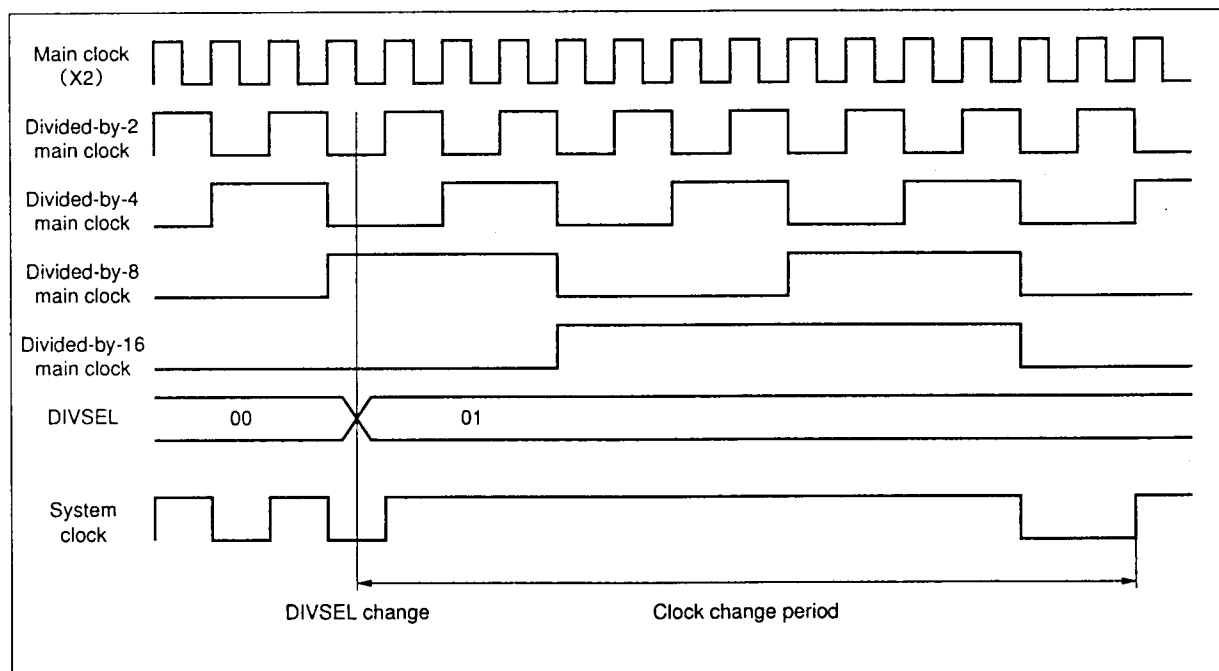 Main clock
(X2)
Divided-by-2
main clock
Divided-by-4
main clock
Divided-by-8
main clock
Divided-by-16
main clock
DIVSEL
00
01
System
clock
DIVSEL change
Clock change period